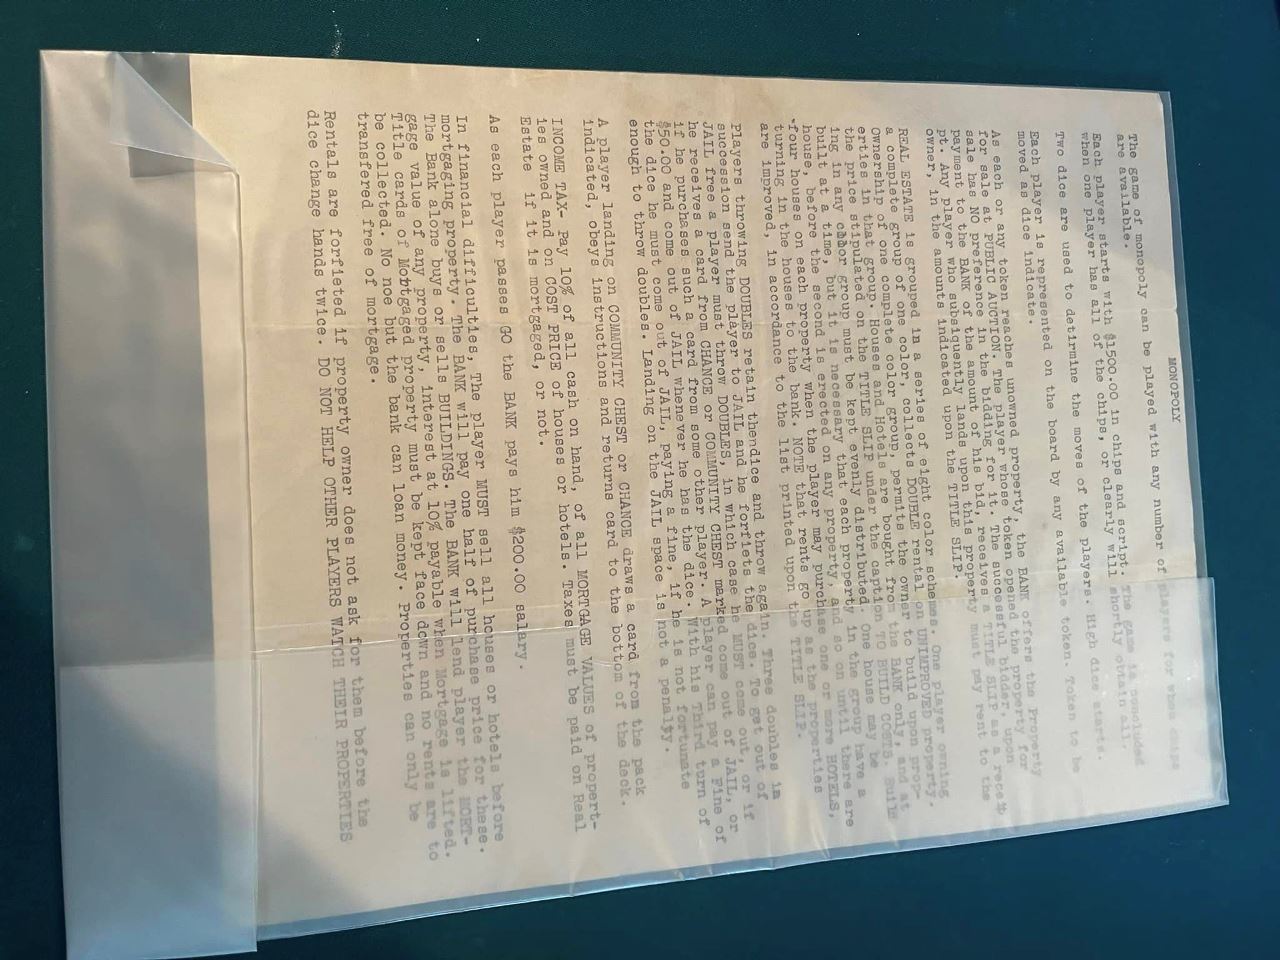 MONOPOLY
The game of monopoly can be played with any number of players for whom chips
are available.
Each player starts with $1500.00 in chips and script. The game is concluded
when one player has all of the chips, or clearly will shortly obtain all
Two dice are used to detirmine the moves of the players. High dice starts.
Each player is represented on the board by any available token. Token to be
moved as dice indicate.
As each or any token reaches unowned property, the BANK offers the property
for sale at PUBLIC AUCTION. The player whose token opened the property for
sale has NO preference in the bidding for it. The successful bidder, upon
payment to the BANK of the amount of his bid, receives a TITLE SLIP as a recei
pt. Any player who subsiquently lands upon this property must pay rent to the
owner, in the amounts indicated upon the TITLE SLIP.
REAL ESTATE is grouped in a series of eight color schemes. One player owning
a complete group of one color, collects DOUBLE rental on UNIMPROVED property.
Ownership of one complete color group, permits the owner to build upon prop-
erties in that group. House and Hotels are bought from the BANK only, and at
the price stipulated on the TITLE SLIP under the caption TO BUILD COSTS. Build
ing in any color group must be kept evenly distributed. One house may be
built at a time, but it is necessary that each property in the group have a
house, before the second is erected on any property, and so on until there are
four houses on each property when the player may purchase one or more HOTELS,
turning in the houses to the bank. NOTE that rents go up as the properties
are improved, in accordance to the list printed upon the TITLE SLIP.
Players throwing DOUBLES retain thendice and throw again. Three doubles in
succession send the player to JAIL and he forfiets the dice. To get out of
JAIL free a player must throw DOUBLES, in which case he MUST come out, or if
he receives a card from CHANCE or COMMUNITY CHEST marked come out of JAIL, or
if he purchases such a card from some other player. A player can pay a Fine of
$50.00 and come out of JAIL whenever he has the dice. With his Third turn of
the dice he must come out of JAIL, paying a fine, if he is not fortunate
enough to throw doubles. Landing on the JAIL space is not a penalty.
A player landing on COMMUNITY CHEST or CHANCE draws a card from the pack
indicated, obeys instructions and returns card to the bottom of the deck.
INCOME TAX- Pay 10% of all cash on hand, of all MORTGAGE VALUES of propert-
ies owned and on COST PRICE of houses or hotels. Taxes must be paid on Real
Estate if it is mortgaged, or not.
As each player passes GO the BANK pays him $200.00 salary.
In financial difficulties, The player MUST sell all houses or hotels before
mortgaging property. The BANK will pay one half of purchase price for these.
The Bank alone buys or sells BUILDINGS. The BANK will lend player the MORT-
gage value of any property, interest at 10% payable when Mortgage is lifted.
Title cards of Mortgaged property must be kept, face down and no rents are to
be collected. No noe but the bank can loan money. Properties can only be
transfered free of mortgage.
Rentals are forfieted if property owner does not ask for them before the
dice change hands twice. DO NOT HELP OTHER PLAYERS WATCH THEIR PROPERTIES